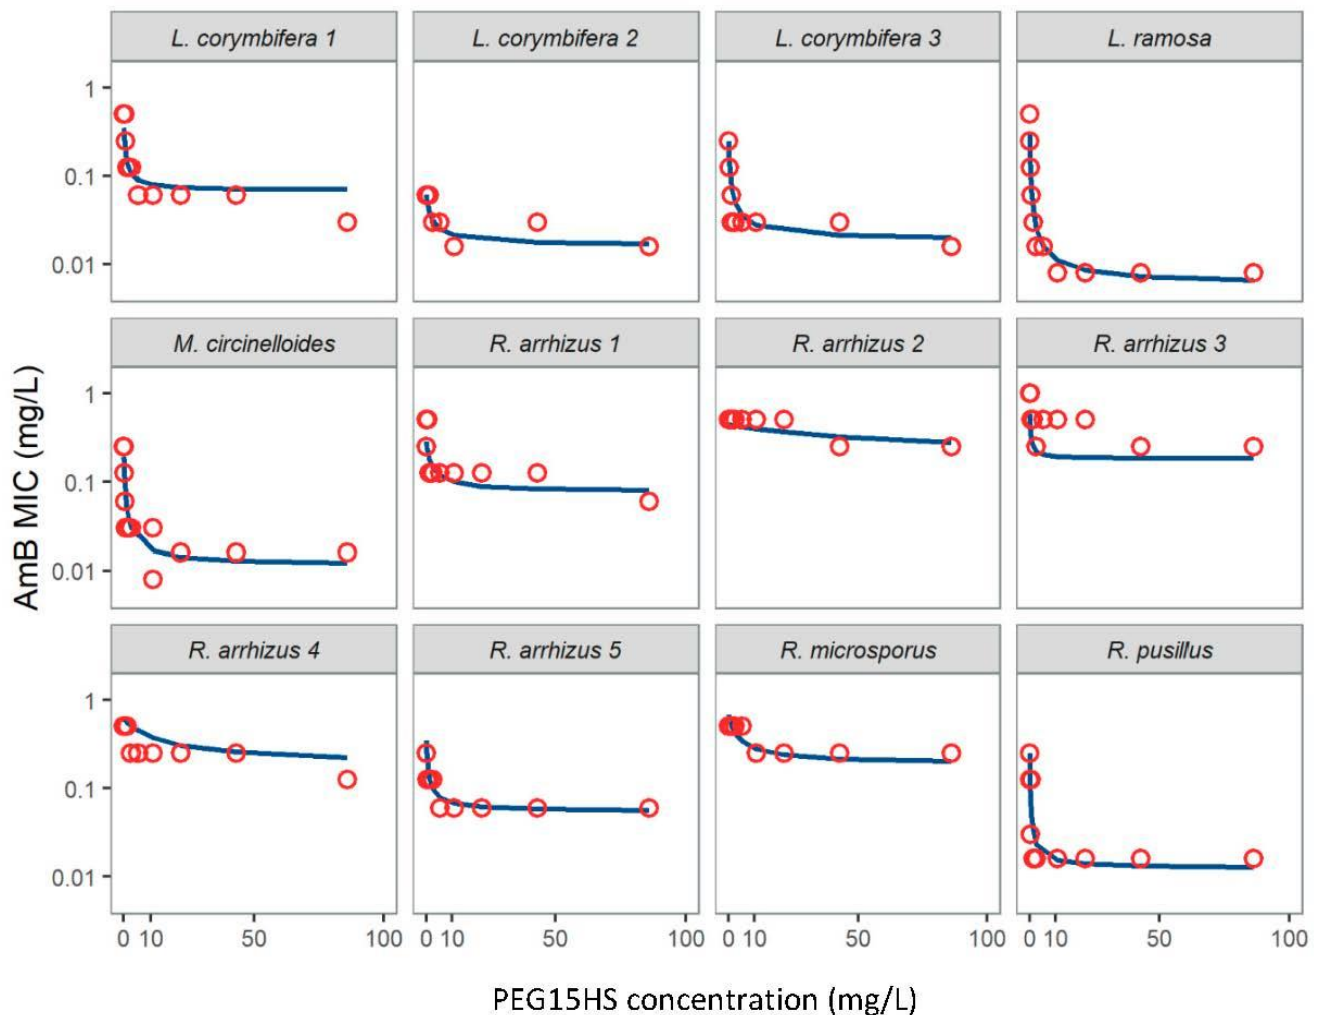 L. corymbifera 1 L. corymbifera 2 L. corymbifera 3 L. ramosa
1
0.1
0.01
M. circinelloides R. arrhizus 1 R. arrhizus 2 R. arrhizus 3
1
0.1
0.01
AmB MIC (mg/L)
R. arrhizus 4 R. arrhizus 5 R. microsporus R. pusillus
1
0.1
0.01
0 10 50 100 0 10 50 100 0 10 50 100 0 10 50 100
PEG15HS concentration (mg/L)